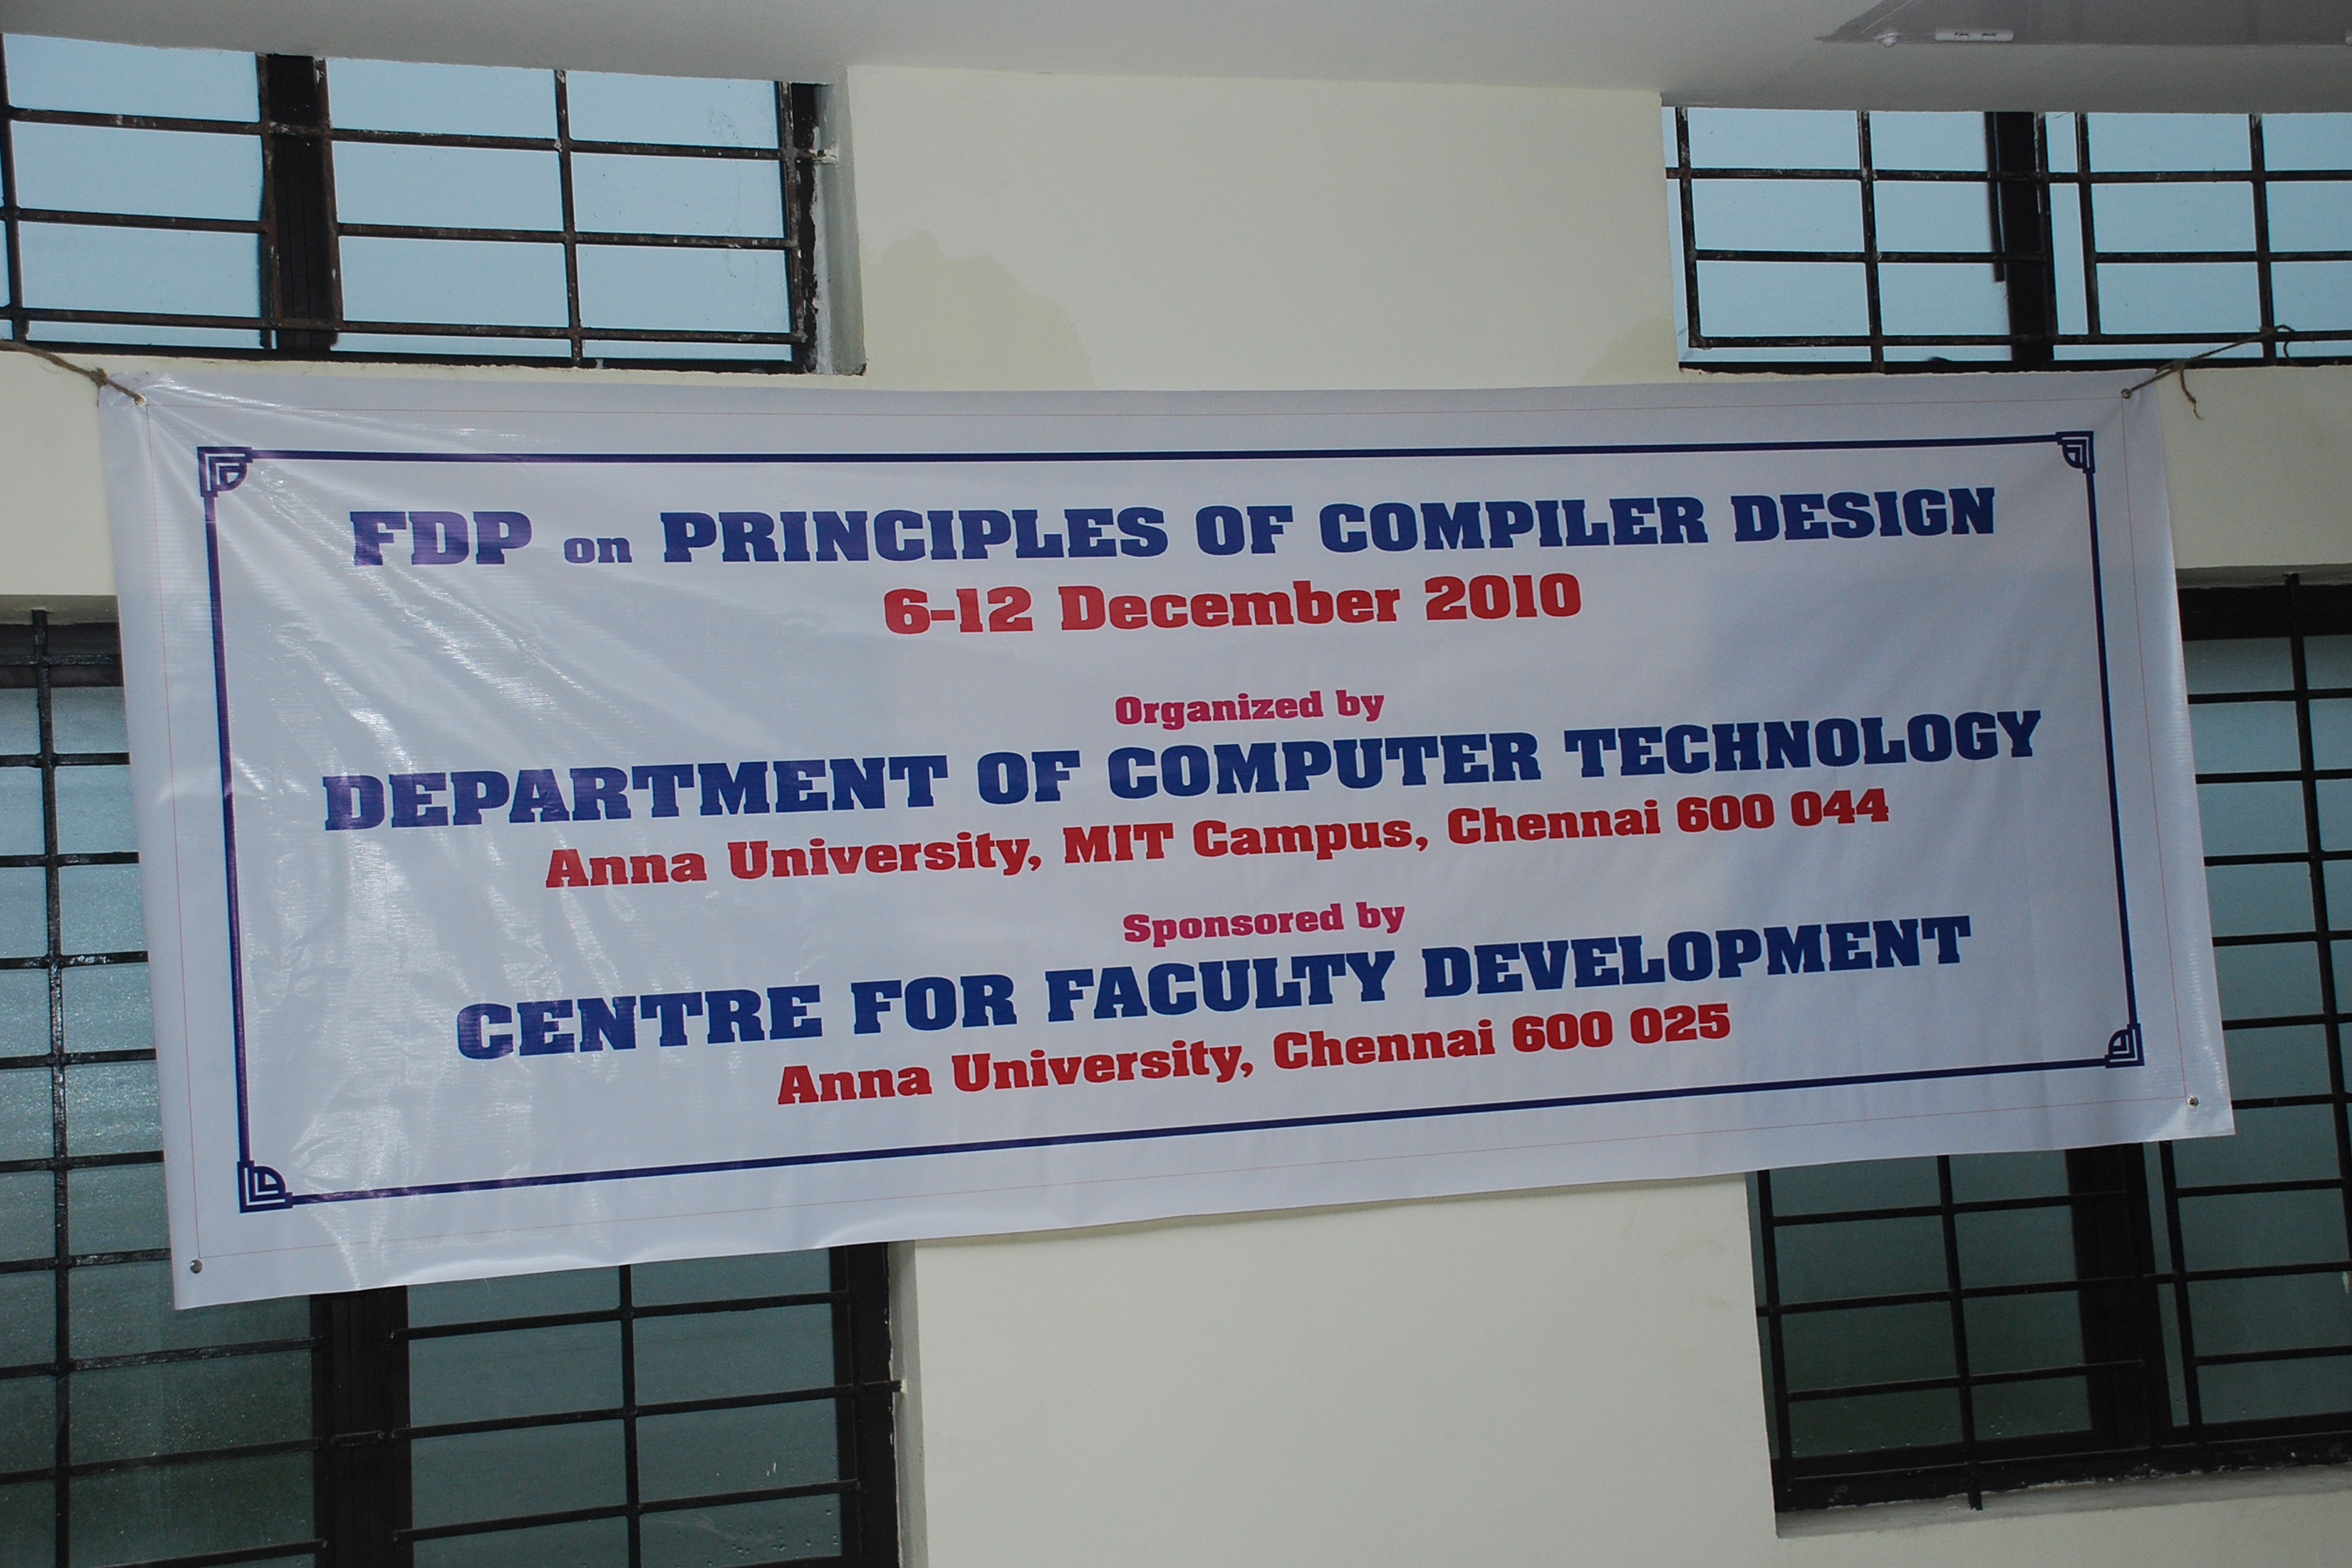 FDP on PRINCIPLES OF COMPILER DESIGN
6-12 December 2010
Organized by
DEPARTMENT OF COMPUTER TECHNOLOGY
Anna University, MIT Campus, Chennai 600 044
Sponsored by
CENTRE FOR FACULTY DEVELOPMENT
Anna University, Chennai 600 025